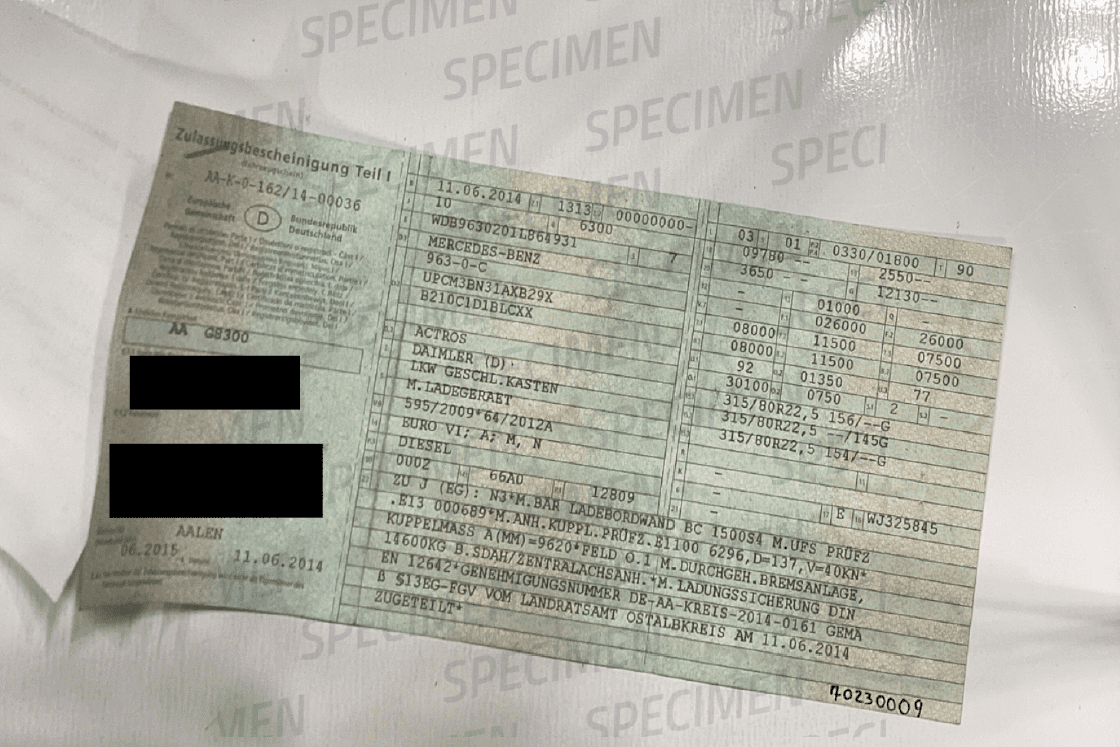 SPECIMEN
Zulassungsbescheinigung Teil I
(Fahrzeugschein)
AA-K-0-162/14-00036
Europäische Gemeinschaft
D
Bundesrepublik Deutschland
AA G8300
AALEN
06.2015
11.06.2014
11.06.2014 1313 00000000-
10 6300
WDB9630201L864931 7
MERCEDES-BENZ
963-0-C
UPCM3BN31AXB29X
B210C1D1BLCXX
ACTROS
DAIMLER (D)
LKW GESCHL.KASTEN
M.LADEGERAET
595/2009*64/2012A
EURO VI; A; M, N
DIESEL
0002 66AD 12809
03 01 0330/01800 90
09780 -- 2550--
3650 -- 12130--
- 01000
- 026000 26000
08000 11500 07500
08000 11500 07500
92 01350 77
30100 0750 2 -
315/80R22,5 156/--G
315/80R22,5 --/145G
315/80R22,5 154/--G
-
-
- E WJ325845
ZU J (EG): N3*M.BAR LADEBORDWAND BC 1500S4 M.UFS PRÜFZ
.E13 000689*M.ANH.KUPPL.PRÜFZ.E1100 6296,D=137,V=40KN*
KUPPELMASS A(MM)=9620*FELD O.1 M.DURCHGEH.BREMSANLAGE,
14600KG B.SDAH/ZENTRALACHSANH.*M.LADUNGSSICHERUNG DIN
EN 12642*GENEHMIGUNGSNUMMER DE-AA-KREIS-2014-0161 GEMA
ß §13EG-FGV VOM LANDRATSAMT OSTALBKREIS AM 11.06.2014
ZUGETEILT*
70230009